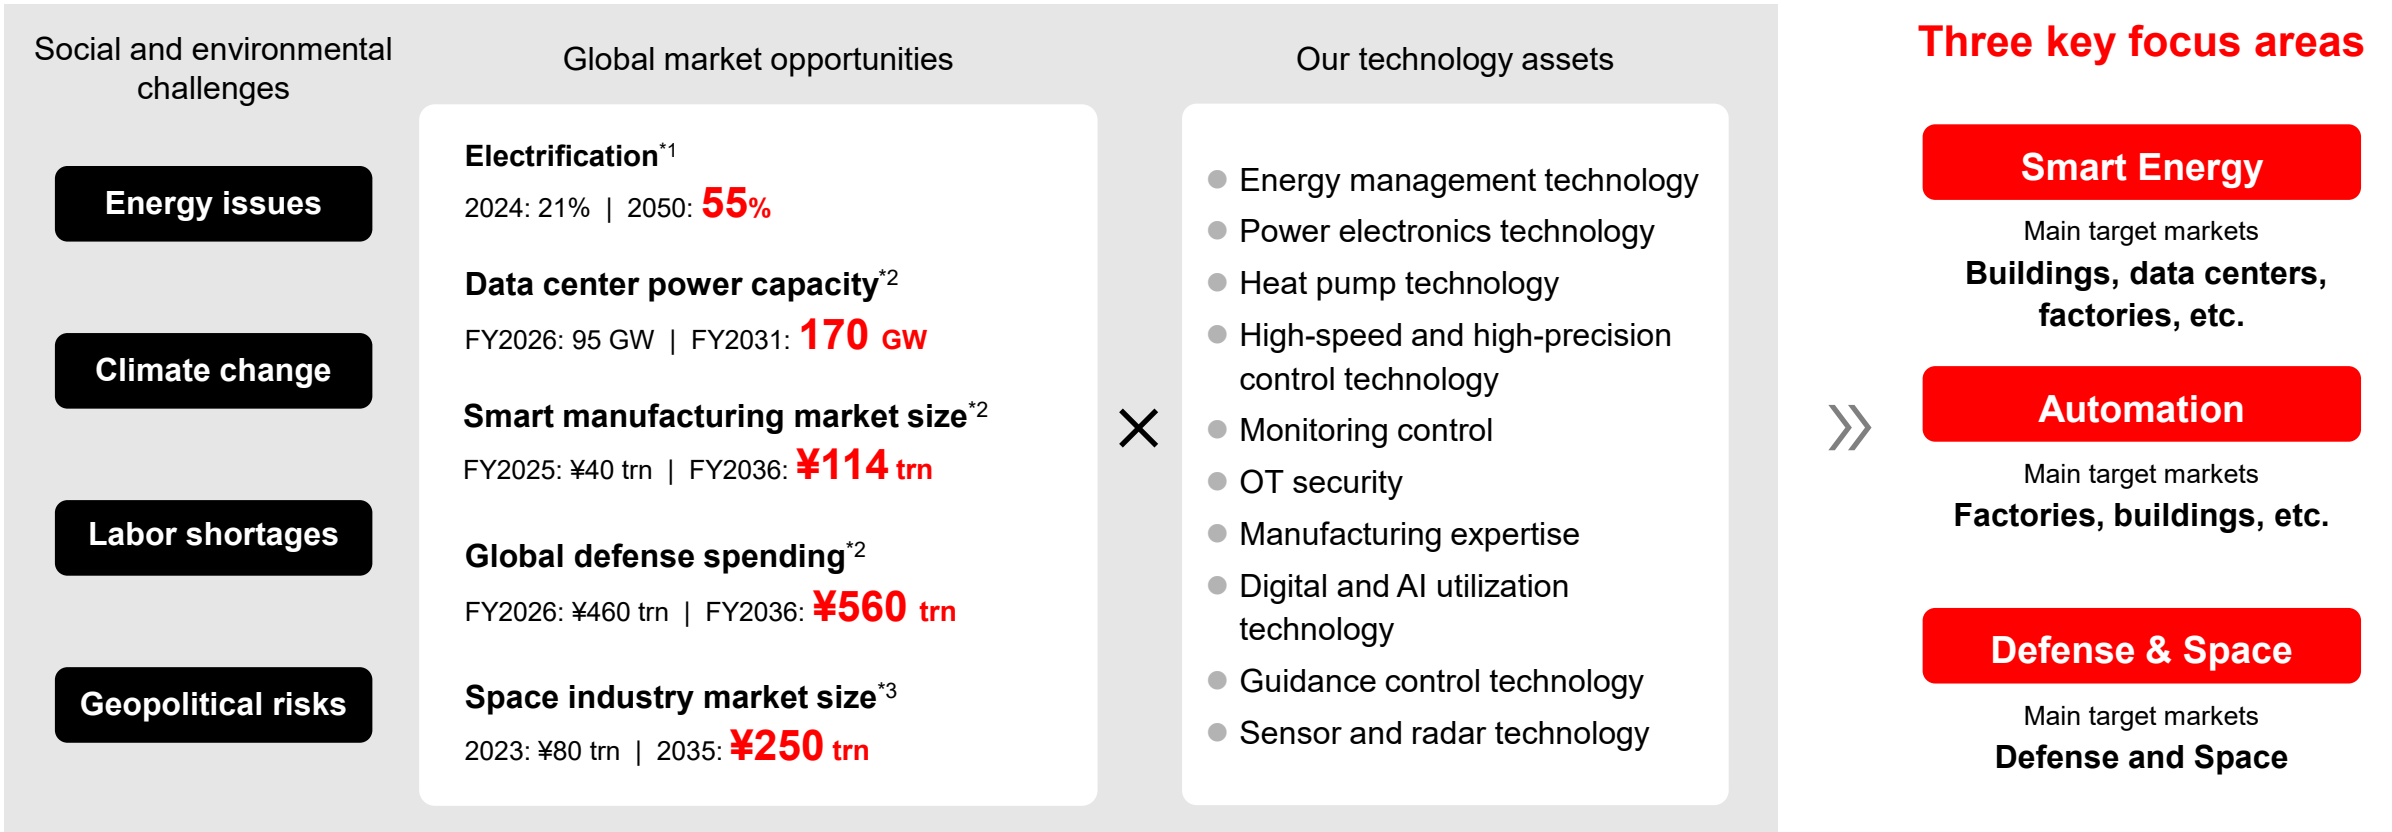 Social and environmental
challenges
Energy issues
Climate change
Labor shortages
Geopolitical risks
Global market opportunities
Electrification*1
2024: 21% | 2050: 55%
Data center power capacity*2
FY2026: 95 GW | FY2031: 170 GW
Smart manufacturing market size*2
FY2025: ¥40 trn | FY2036: ¥114 trn
Global defense spending*2
FY2026: ¥460 trn | FY2036: ¥560 trn
Space industry market size*3
2023: ¥80 trn | 2035: ¥250 trn
×
Our technology assets
Energy management technology
Power electronics technology
Heat pump technology
High-speed and high-precision
control technology
Monitoring control
OT security
Manufacturing expertise
Digital and AI utilization
technology
Guidance control technology
Sensor and radar technology
Three key focus areas
Smart Energy
Main target markets
Buildings, data centers,
factories, etc.
Automation
Main target markets
Factories, buildings, etc.
Defense & Space
Main target markets
Defense and Space